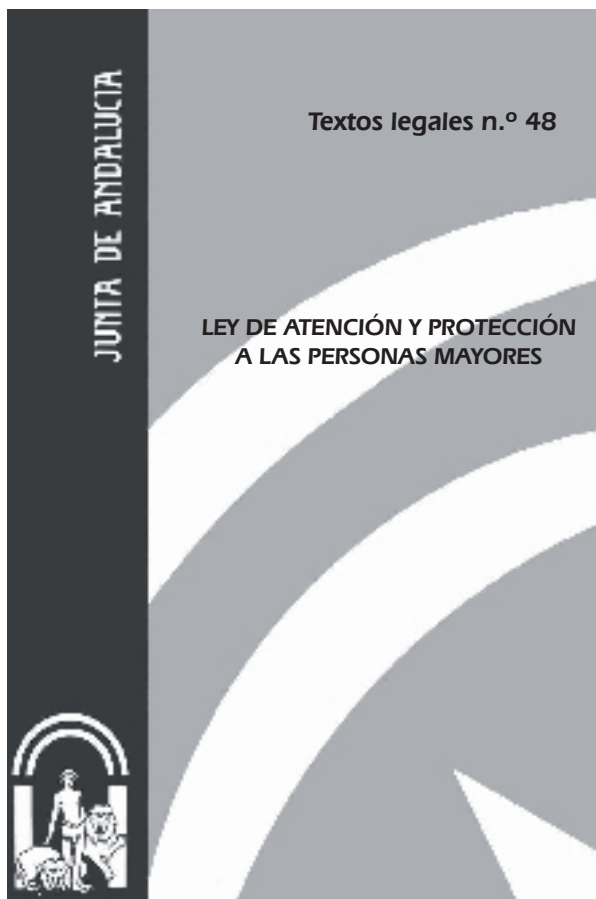 JUNTA DE ANDALUCIA
Textos legales n.º 48
LEY DE ATENCIÓN Y PROTECCIÓN
A LAS PERSONAS MAYORES